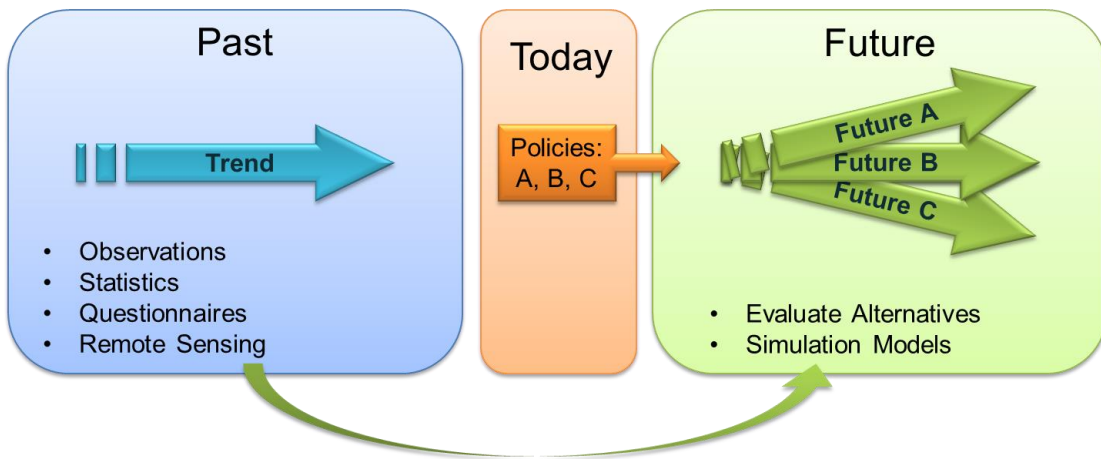 Past
Trend
• Observations
• Statistics
• Questionnaires
• Remote Sensing
Today
Policies:
A, B, C
Future
Future A
Future B
Future C
• Evaluate Alternatives
• Simulation Models